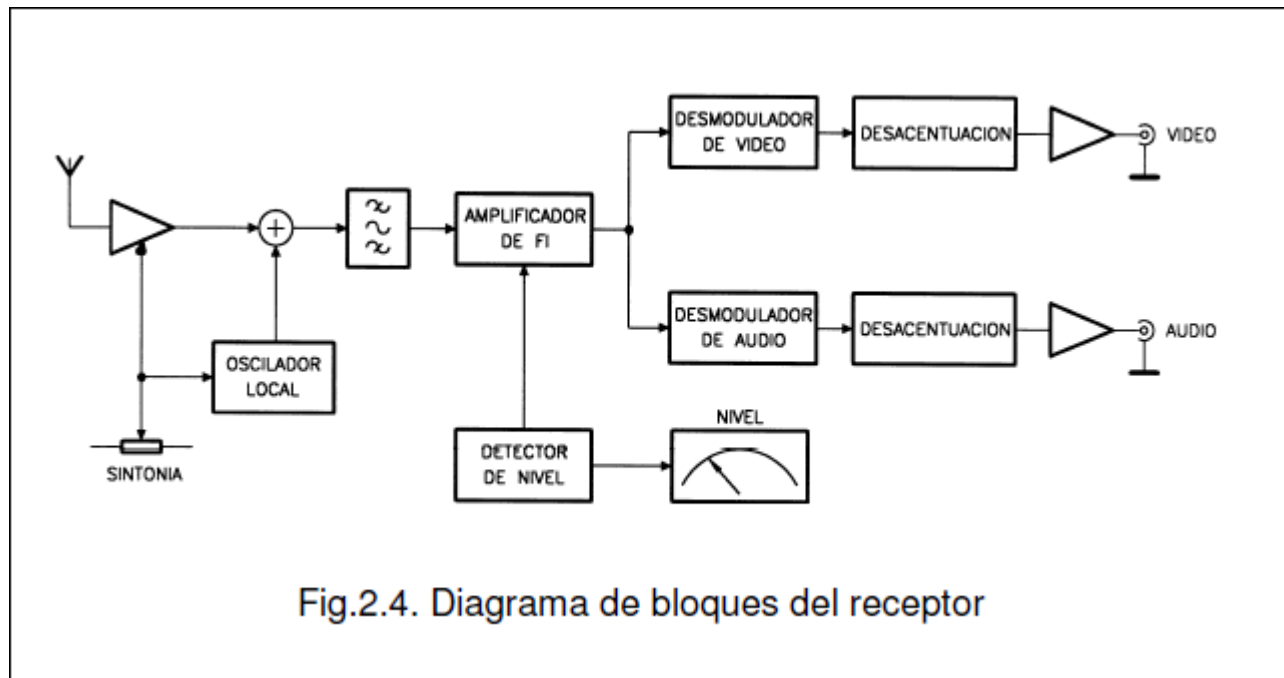 DESMODULADOR
DE VIDEO
DESACENTUACION
VIDEO
AMPLIFICADOR
DE FI
DESMODULADOR
DE AUDIO
DESACENTUACION
AUDIO
OSCILADOR
LOCAL
SINTONIA
DETECTOR
DE NIVEL
NIVEL
Fig.2.4. Diagrama de bloques del receptor